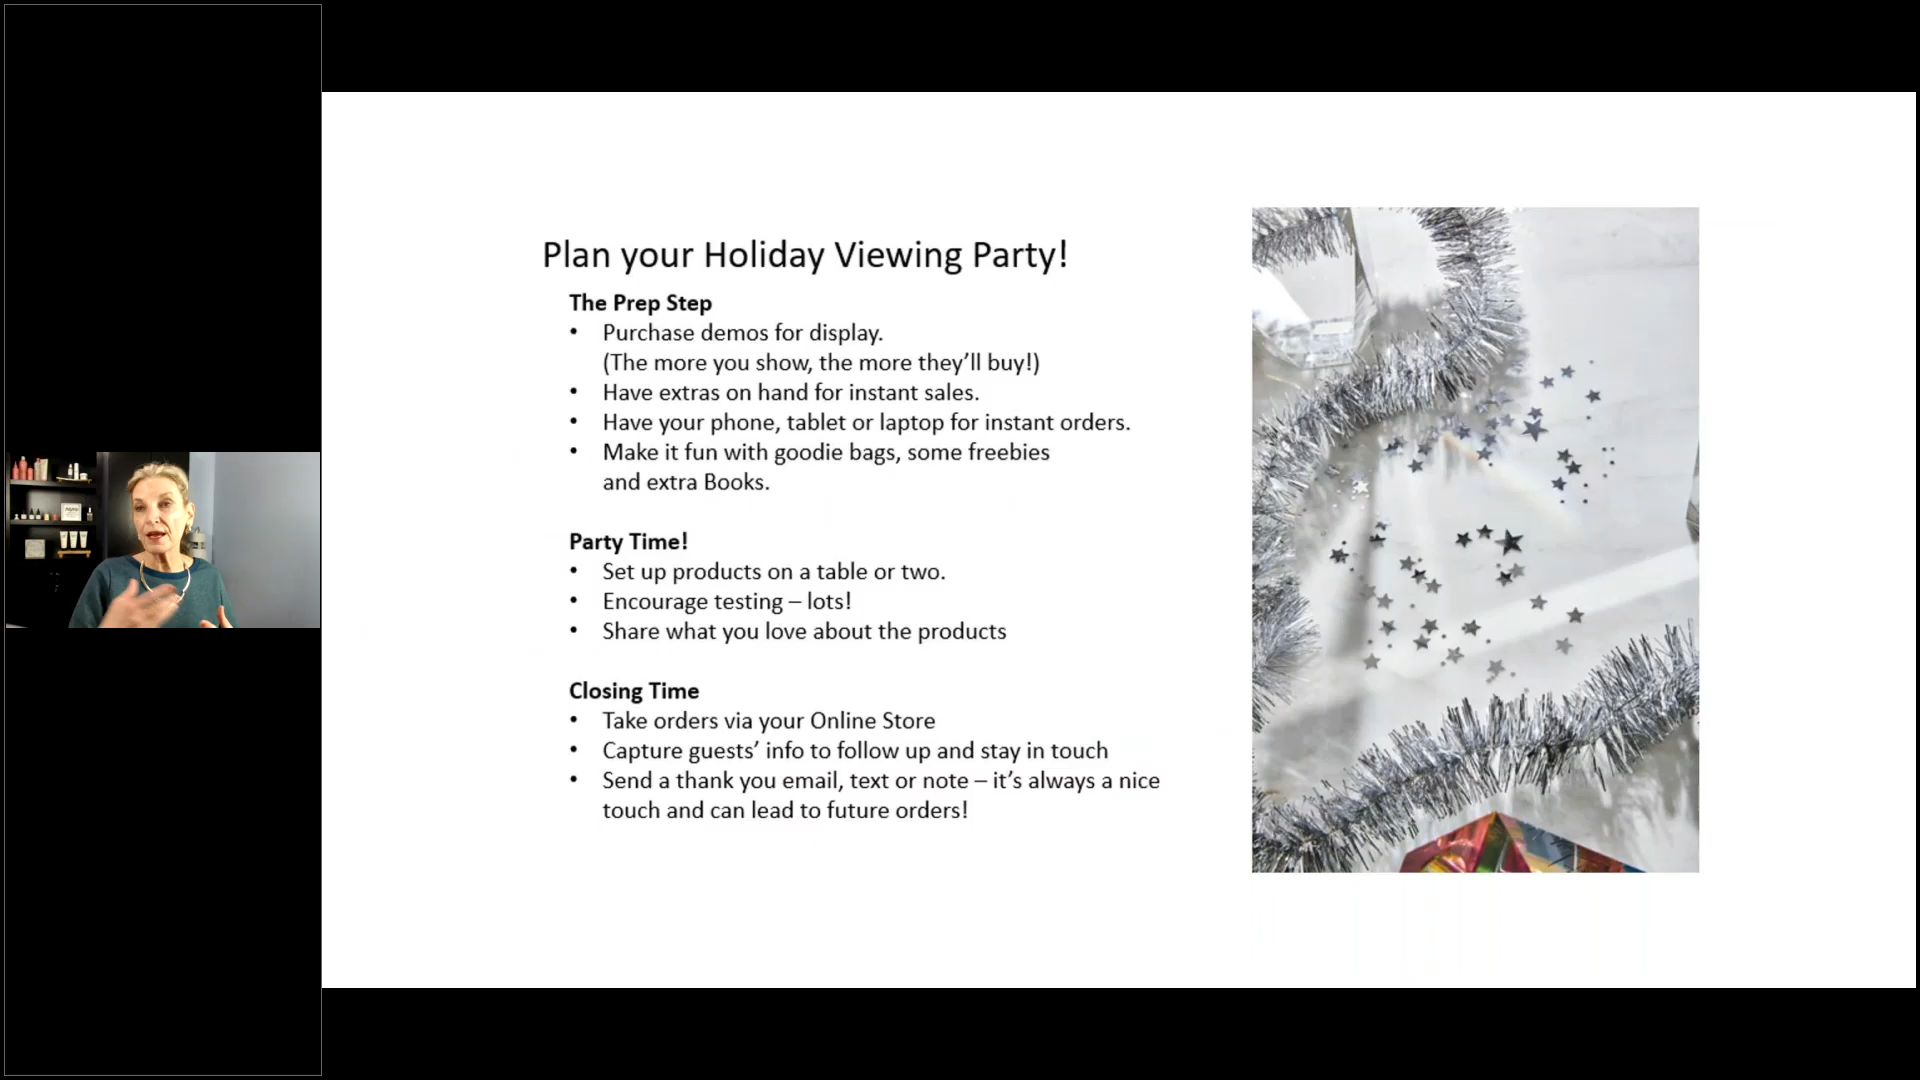 Plan your Holiday Viewing Party!
The Prep Step
• Purchase demos for display.
(The more you show, the more they’ll buy!)
• Have extras on hand for instant sales.
• Have your phone, tablet or laptop for instant orders.
• Make it fun with goodie bags, some freebies
and extra Books.
Party Time!
• Set up products on a table or two.
• Encourage testing – lots!
• Share what you love about the products
Closing Time
• Take orders via your Online Store
• Capture guests’ info to follow up and stay in touch
• Send a thank you email, text or note – it’s always a nice
touch and can lead to future orders!